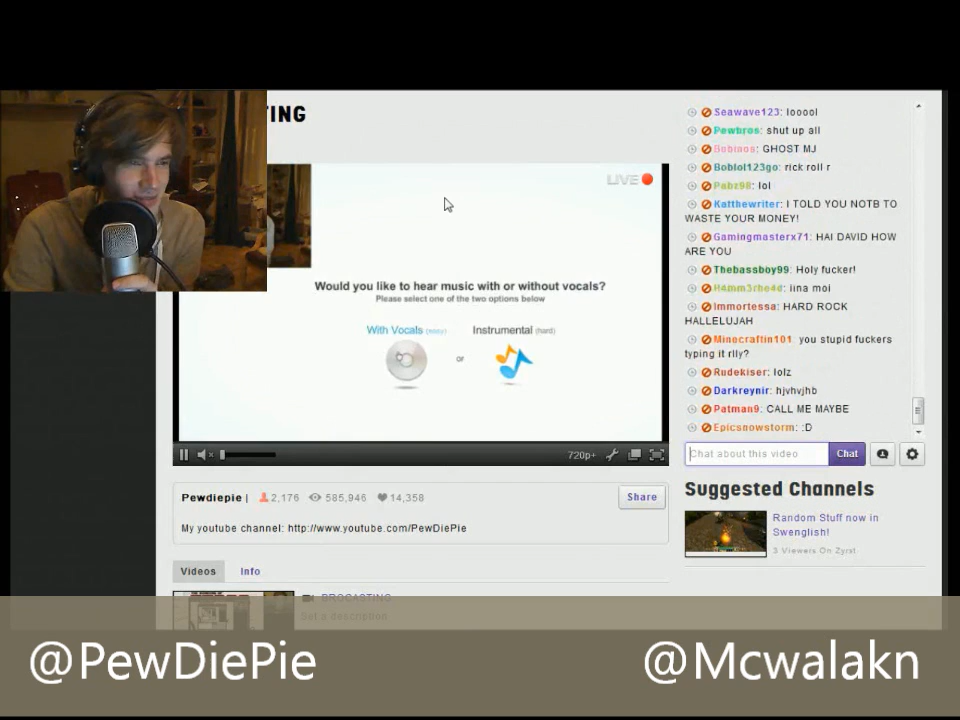 TING
LIVE
Would you like to hear music with or without vocals?
Please select one of the two options below
With Vocals (easy)
or
Instrumental (hard)
720p+
Pewdiepie | 2,176 585,946 14,358
Share
My youtube channel: http://www.youtube.com/PewDiePie
Videos
Info
BROCASTING
Set a description
Seawave123: looool
Pewbros: shut up all
Bobinos: GHOST MJ
Boblol123go: rick roll r
Pabz98: lol
Katthewriter: I TOLD YOU NOTB TO
WASTE YOUR MONEY!
Gamingmasterx71: HAI DAVID HOW
ARE YOU
Thebassboy99: Holy fucker!
iina moi
Immortessa: HARD ROCK
HALLELUJAH
Minecraftin101: you stupid fuckers
typing it rlly?
Rudekiser: lolz
Darkreynir: hjvhvjhb
Patman9: CALL ME MAYBE
Epicsnowstorm: :D
Chat about this video
Chat
Suggested Channels
Random Stuff now in
Swenglish!
3 Viewers On Zyrst
@PewDiePie
@Mcwalakn